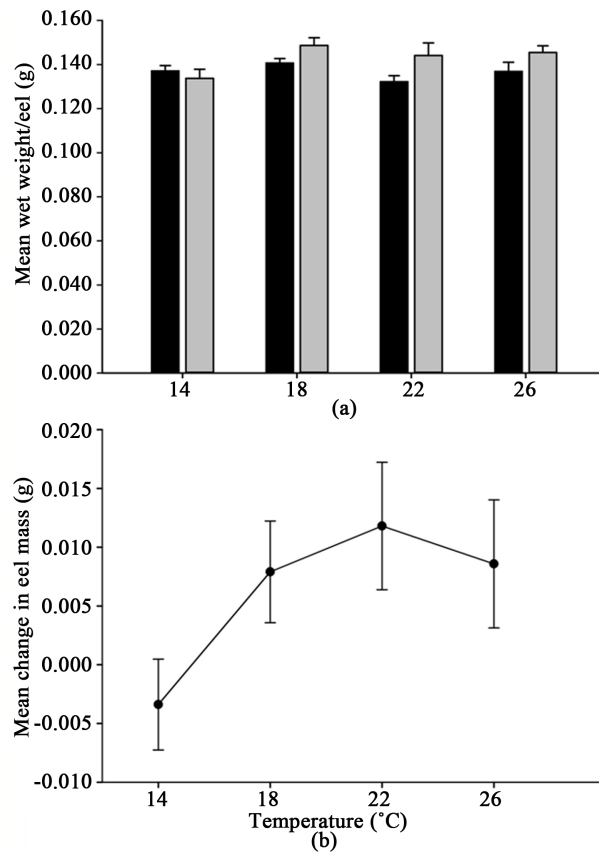 Mean wet weight/eel (g)
0.160
0.140
0.120
0.100
0.080
0.060
0.040
0.020
0.000
14 18 22 26
(a)
Mean change in eel mass (g)
0.020
0.015
0.010
0.005
0.000
-0.005
-0.010
14 18 22 26
Temperature (˚C)
(b)